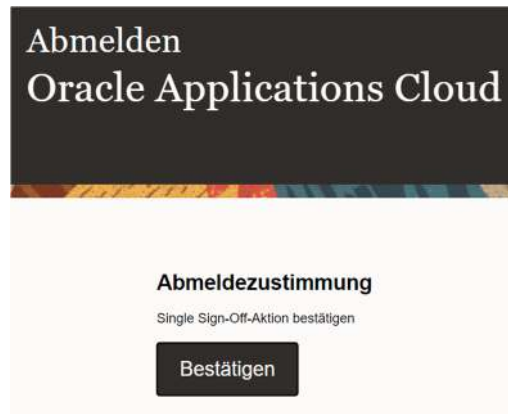 Abmelden
Oracle Applications Cloud
Abmeldezustimmung
Single Sign-Off-Aktion bestätigen
Bestätigen